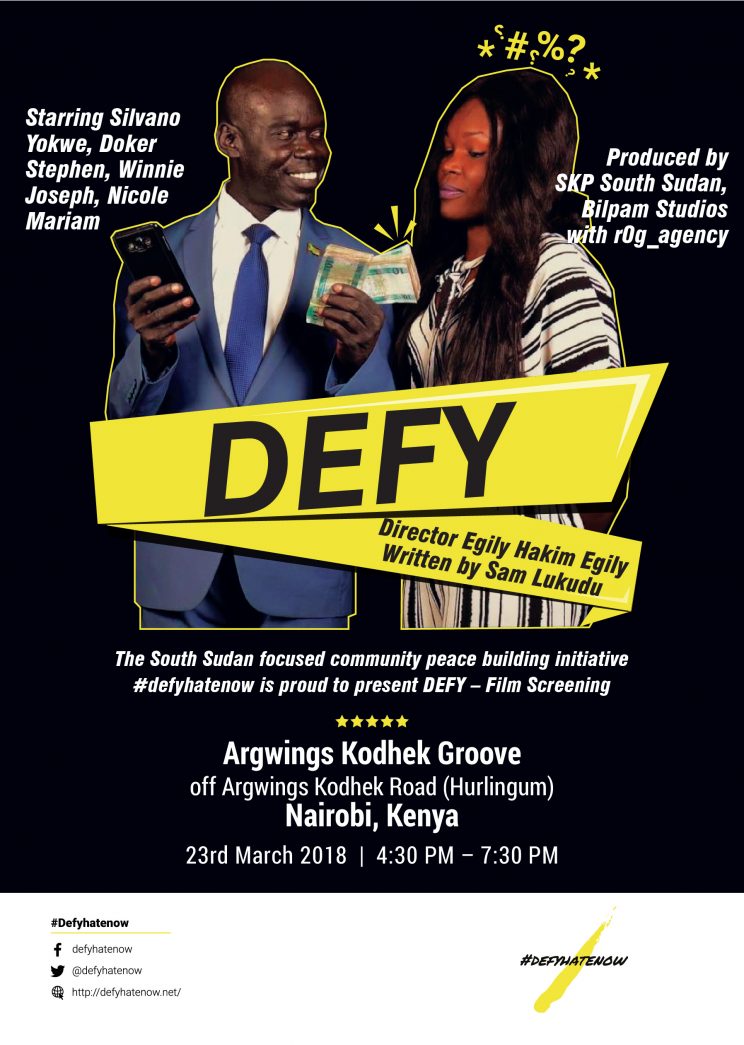 *?#?%?
?*
Starring Silvano
Yokwe, Doker
Stephen, Winnie
Joseph, Nicole
Mariam
Produced by
SKP South Sudan,
Bilpam Studios
with r0g_agency
10
DEFY
Director Egily Hakim Egily
Written by Sam Lukudu
The South Sudan focused community peace building initiative
#defyhatenow is proud to present DEFY – Film Screening
Argwings Kodhek Groove
off Argwings Kodhek Road (Hurlingum)
Nairobi, Kenya
23rd March 2018 | 4:30 PM – 7:30 PM
#Defyhatenow
defyhatenow
@defyhatenow
http://defyhatenow.net/
#DEFYHATENOW